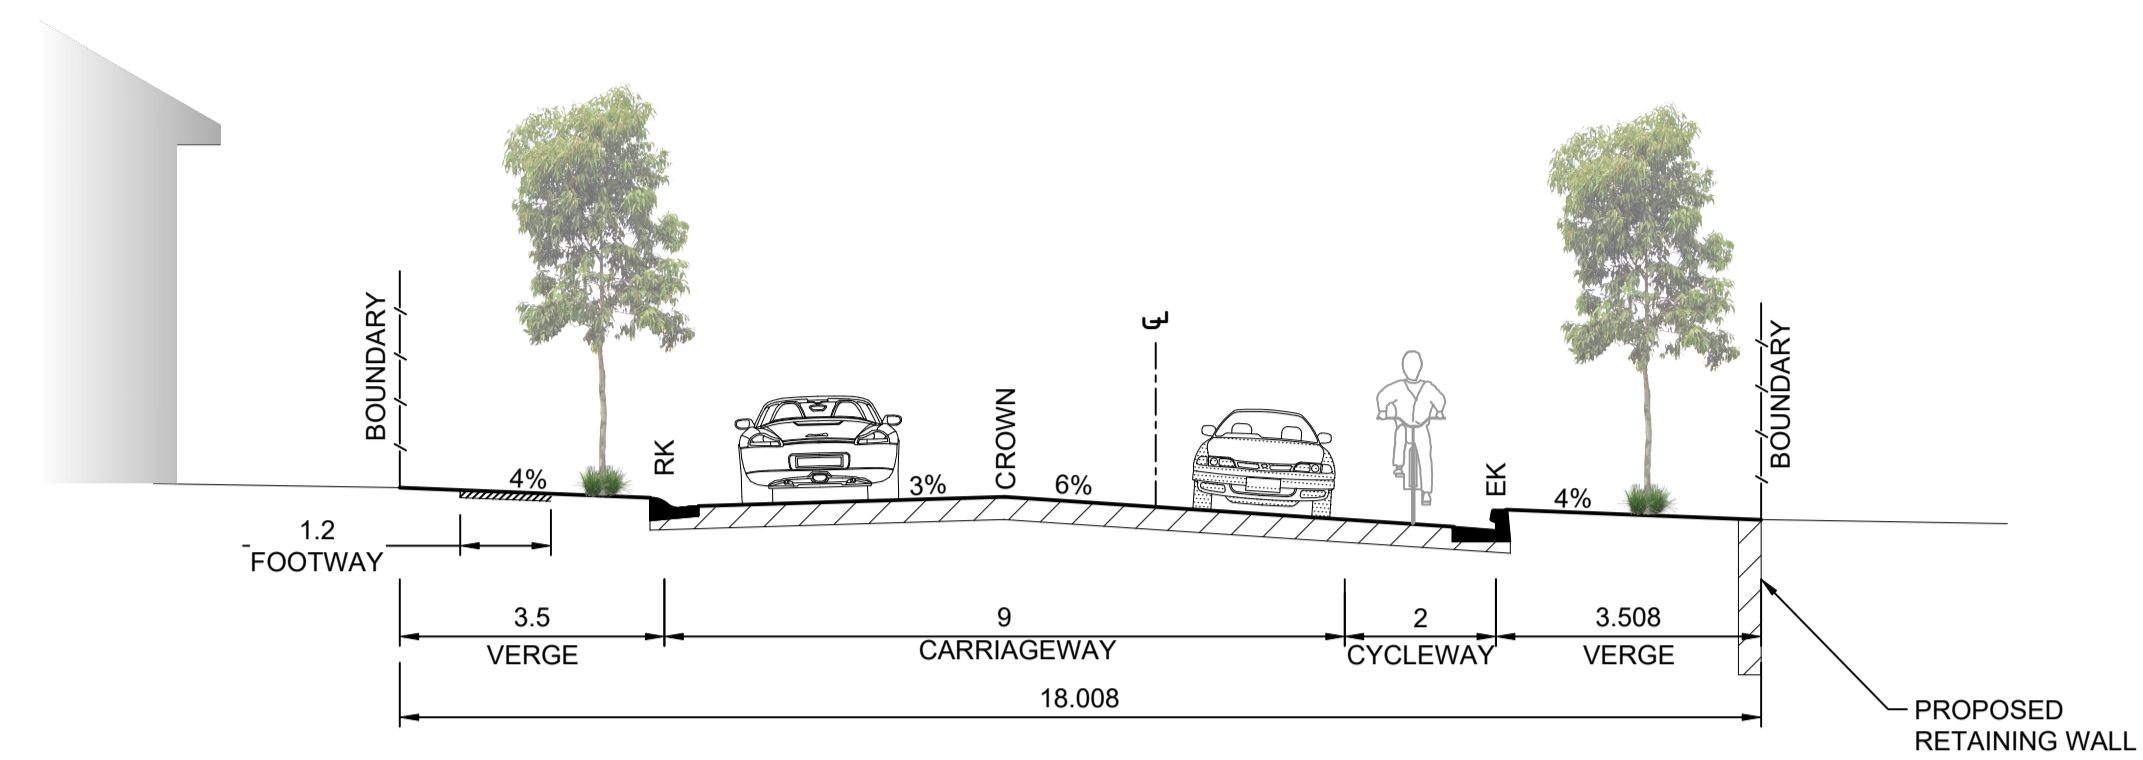 BOUNDARY
4%
RK
3%
CROWN
6%
EK
4%
BOUNDARY
1.2
FOOTWAY
3.5
VERGE
9
CARRIAGEWAY
2
CYCLEWAY
3.508
VERGE
18.008
PROPOSED
RETAINING WALL